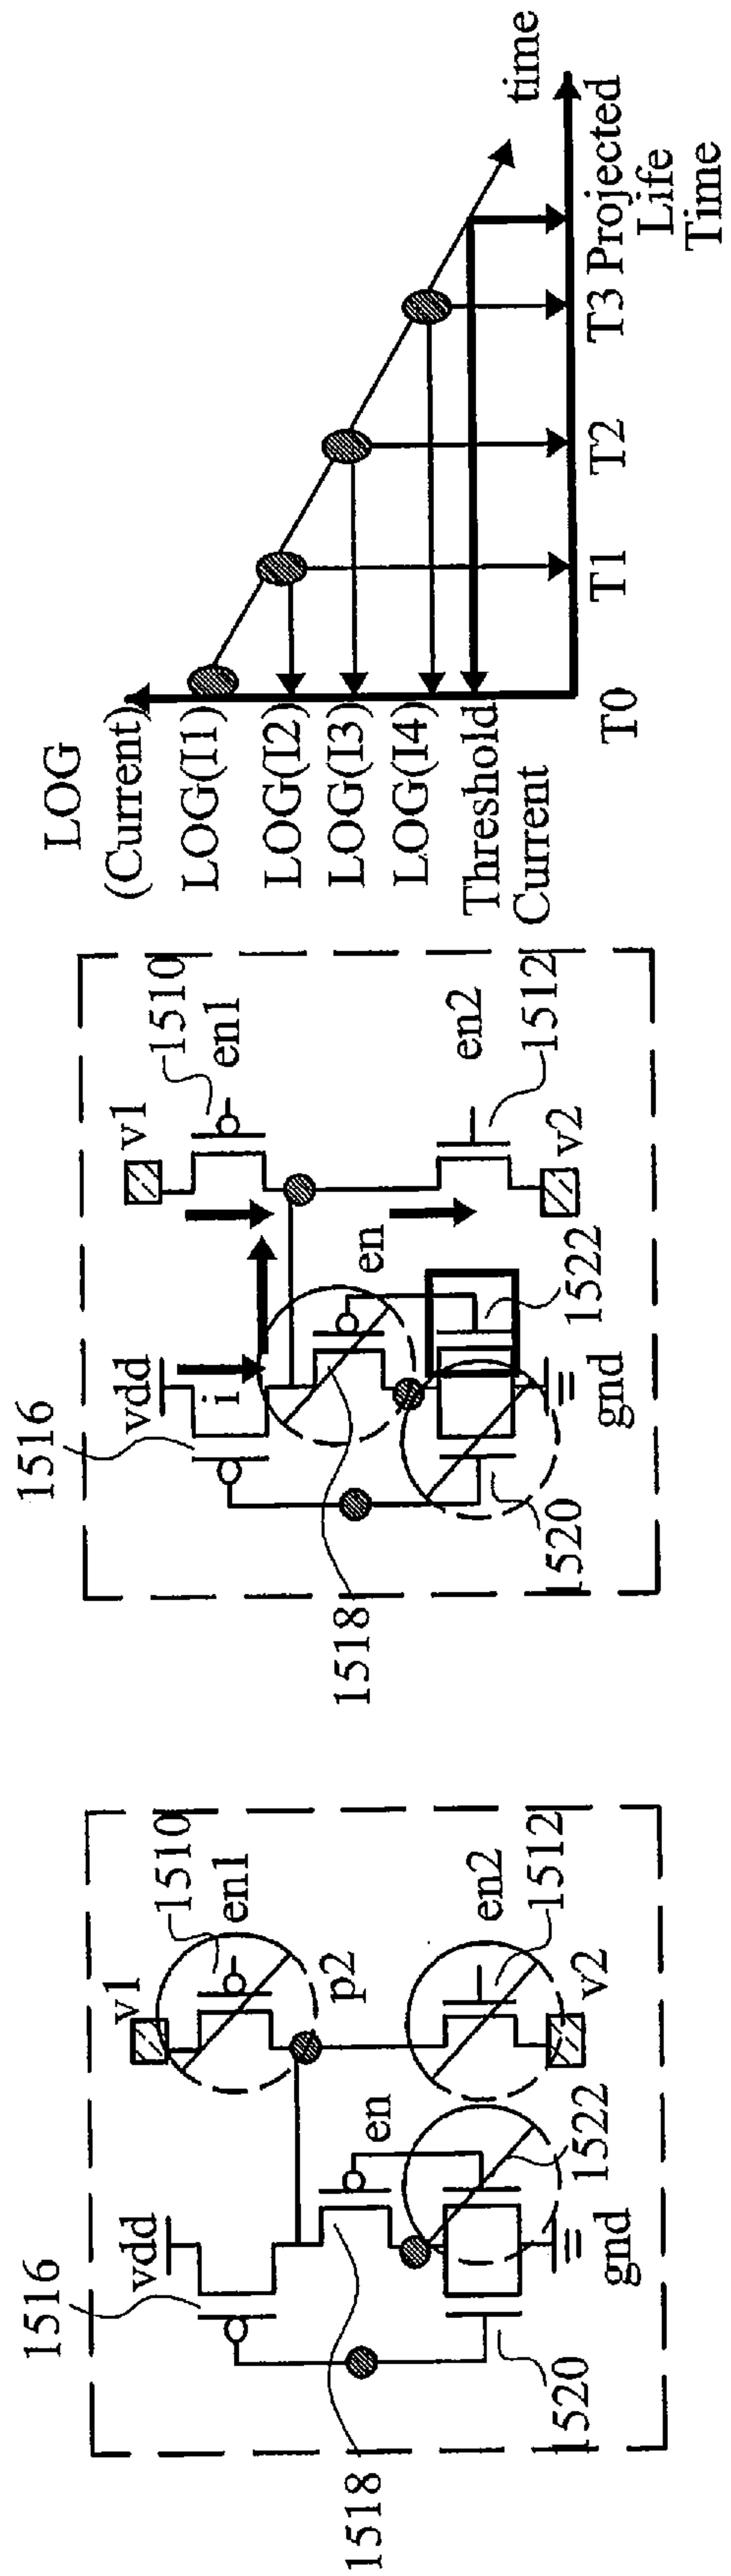 1516
vdd
v1
1510
en1
p2
en
en2
1512
v2
1522
gnd
1520
1518
1516
vdd
i
v1
1510
en1
en
en2
1512
v2
1522
gnd
1520
1518
LOG
(Current)
LOG(I1)
LOG(I2)
LOG(I3)
LOG(I4)
Threshold
Current
T0
T1
T2
T3
Projected
Life
Time
time